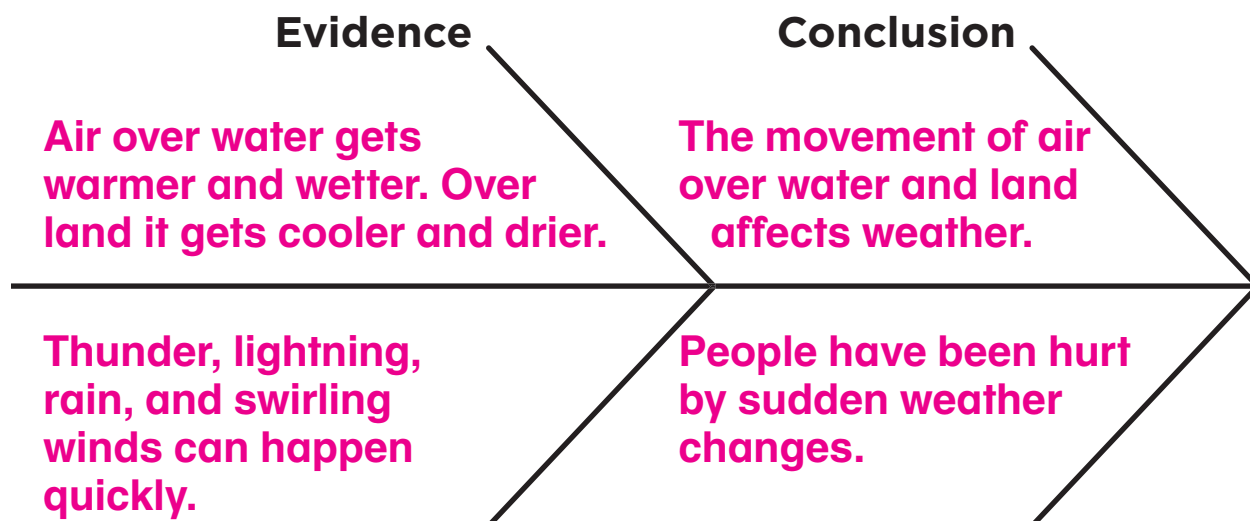 Evidence
Conclusion
Air over water gets
warmer and wetter. Over
land it gets cooler and drier.
The movement of air
over water and land
affects weather.
Thunder, lightning,
rain, and swirling
winds can happen
quickly.
People have been hurt
by sudden weather
changes.